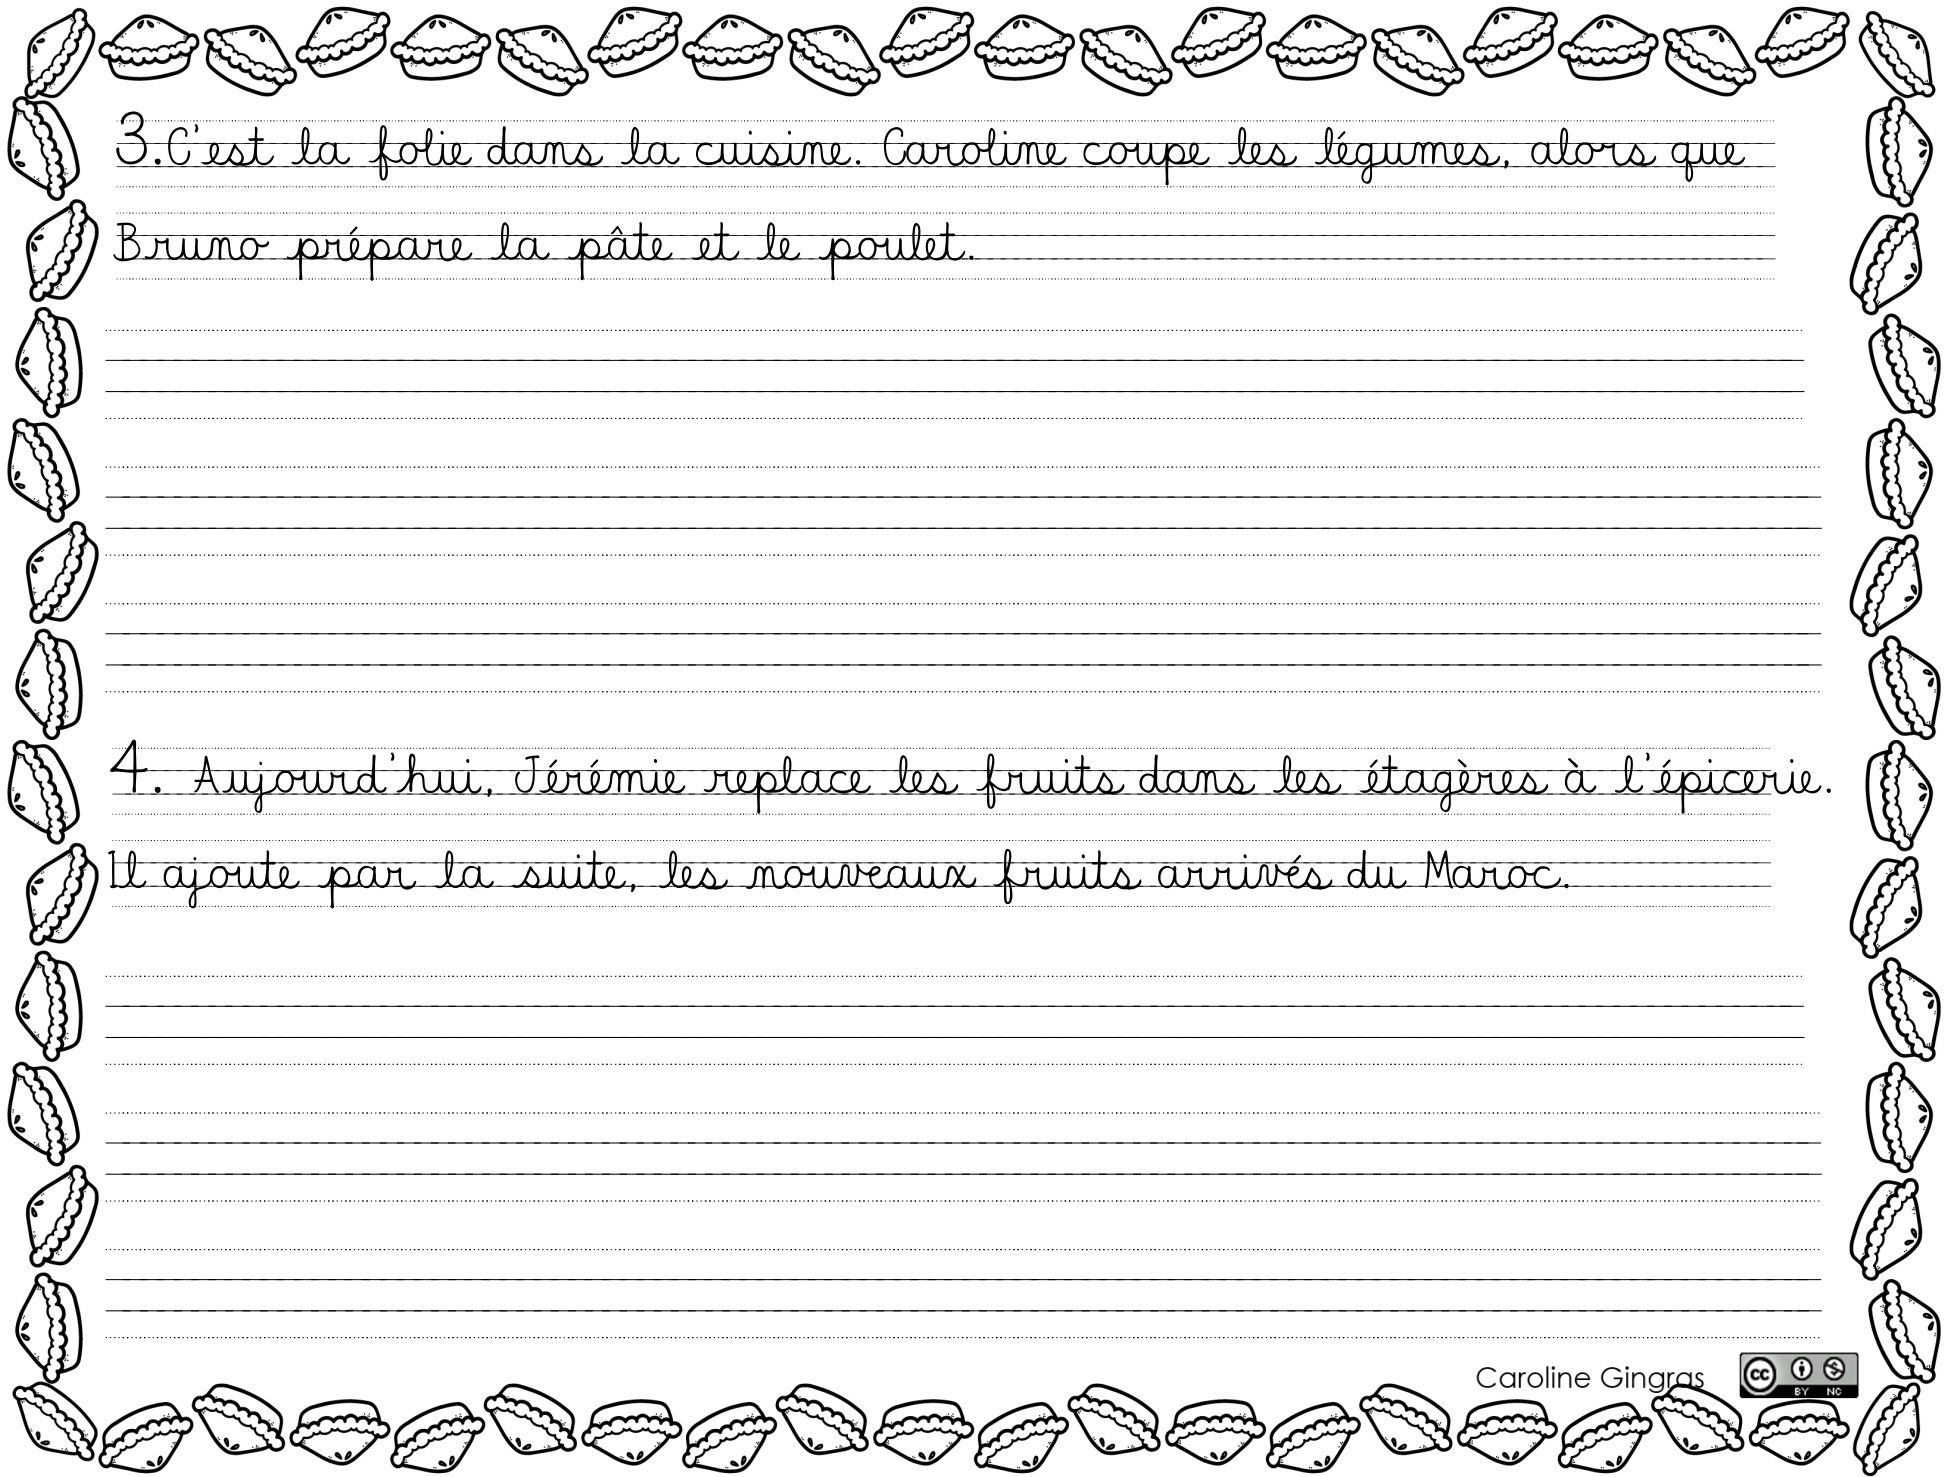 3. C'est la folie dans la cuisine. Caroline coupe les légumes, alors que
Bruno prépare la pâte et le poulet.
4. Aujourd'hui, Jérémie replace les fruits dans les étagères à l'épicerie.
Il ajoute par la suite, les nouveaux fruits arrivés du Maroc.
Caroline Gingras
cc BY NC